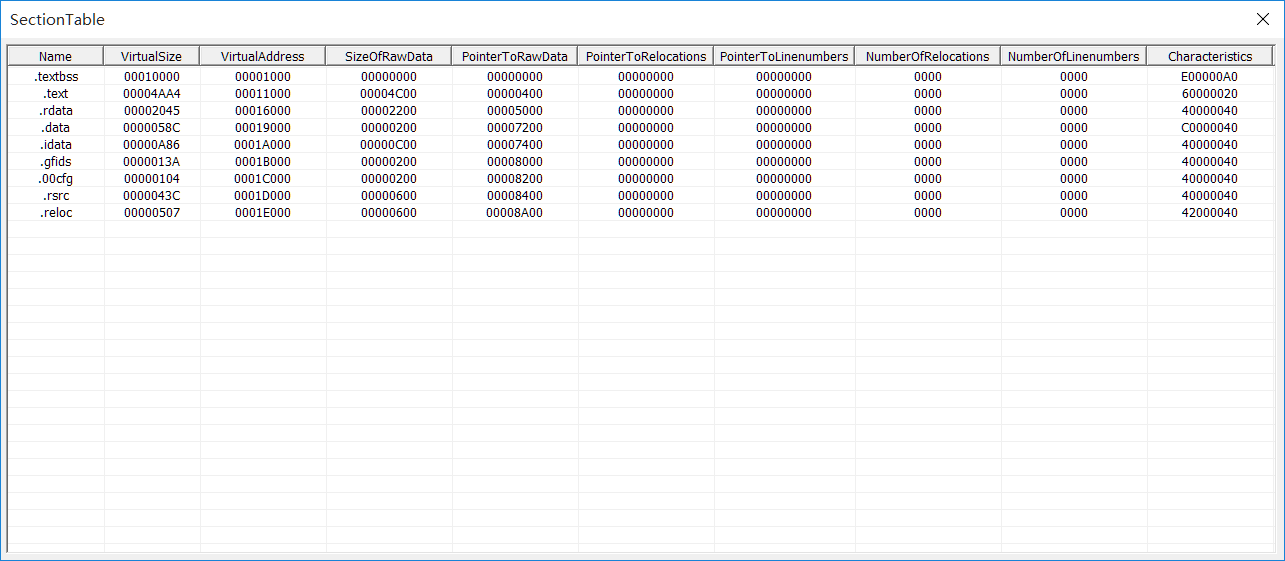 SectionTable
Name VirtualSize VirtualAddress SizeOfRawData PointerToRawData PointerToRelocations PointerToLinenumbers NumberOfRelocations NumberOfLinenumbers Characteristics
.textbss 00010000 00001000 00000000 00000000 00000000 00000000 0000 0000 E00000A0
.text 00004AA4 00011000 00004C00 00000400 00000000 00000000 0000 0000 60000020
.rdata 00002045 00016000 00002200 00005000 00000000 00000000 0000 0000 40000040
.data 0000058C 00019000 00000200 00007200 00000000 00000000 0000 0000 C0000040
.idata 00000A86 0001A000 00000C00 00007400 00000000 00000000 0000 0000 40000040
.gfids 0000013A 0001B000 00000200 00008000 00000000 00000000 0000 0000 40000040
.00cfg 00000104 0001C000 00000200 00008200 00000000 00000000 0000 0000 40000040
.rsrc 0000043C 0001D000 00000600 00008400 00000000 00000000 0000 0000 40000040
.reloc 00000507 0001E000 00000600 00008A00 00000000 00000000 0000 0000 42000040